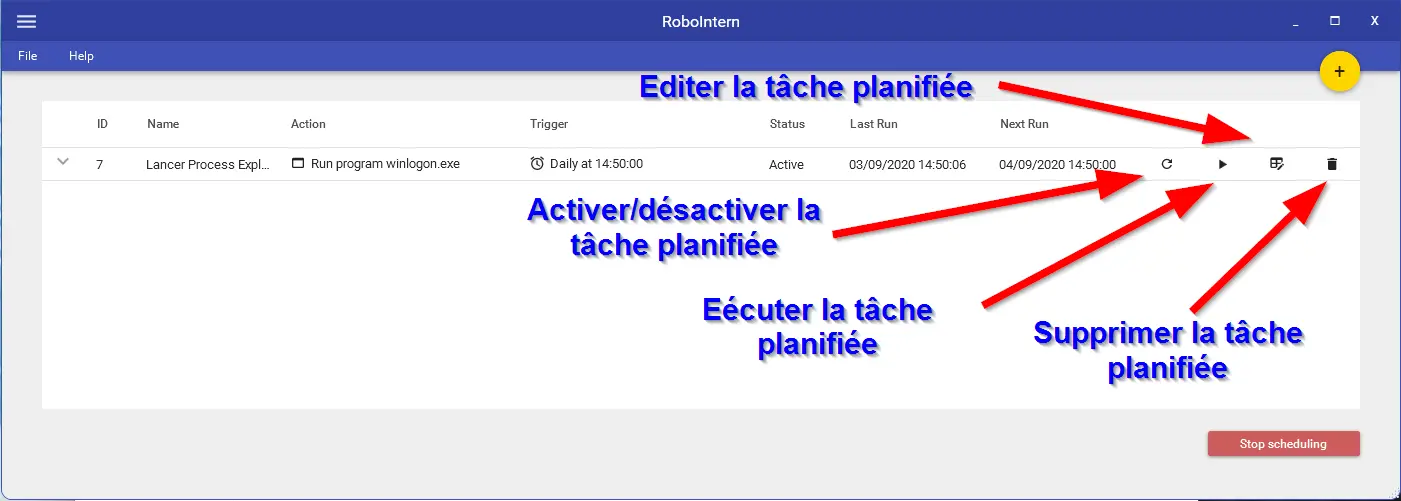 RoboIntern
_ X
File Help
+
Editer la tâche planifiée
ID Name Action Trigger Status Last Run Next Run
7 Lancer Process Expl... Run program winlogon.exe Daily at 14:50:00 Active 03/09/2020 14:50:06 04/09/2020 14:50:00
Activer/désactiver la
tâche planifiée
Eécuter la tâche
planifiée
Supprimer la tâche
planifiée
Stop scheduling